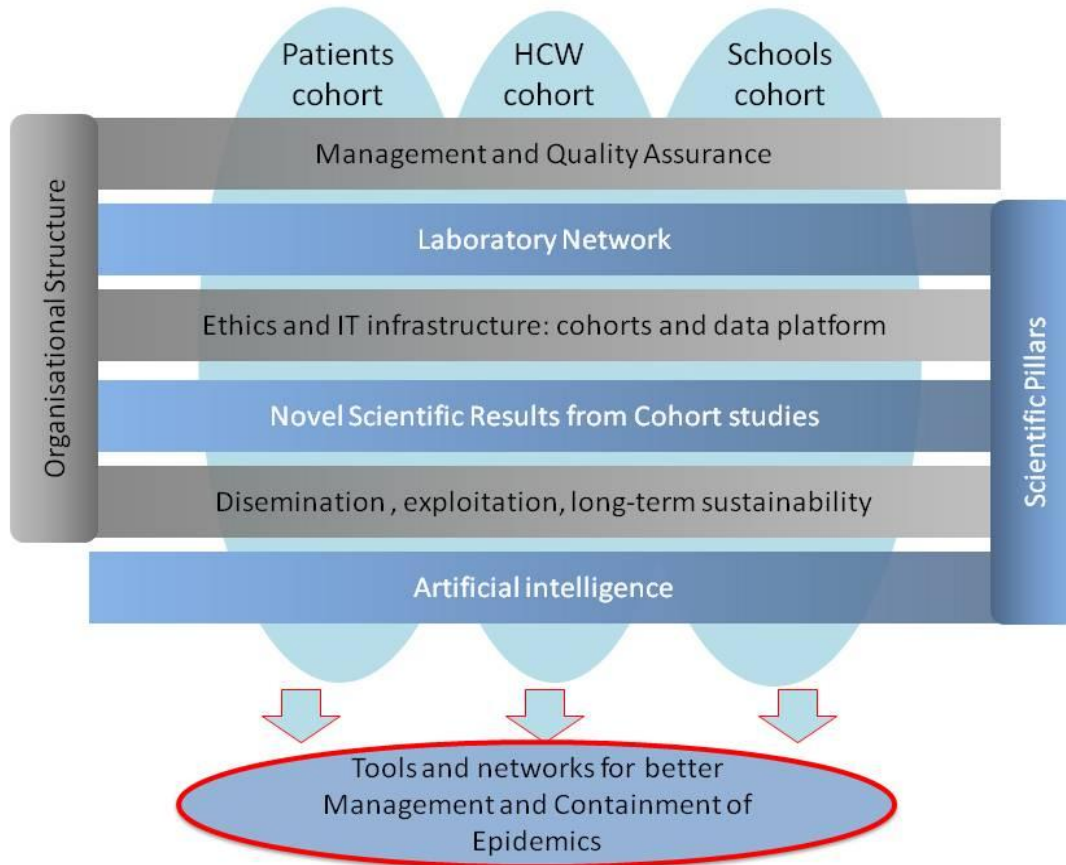 Patients
cohort
HCW
cohort
Schools
cohort
Organisational Structure
Management and Quality Assurance
Laboratory Network
Ethics and IT infrastructure: cohorts and data platform
Novel Scientific Results from Cohort studies
Disemination , exploitation, long-term sustainability
Artificial intelligence
Scientific Pillars
Tools and networks for better
Management and Containment of
Epidemics